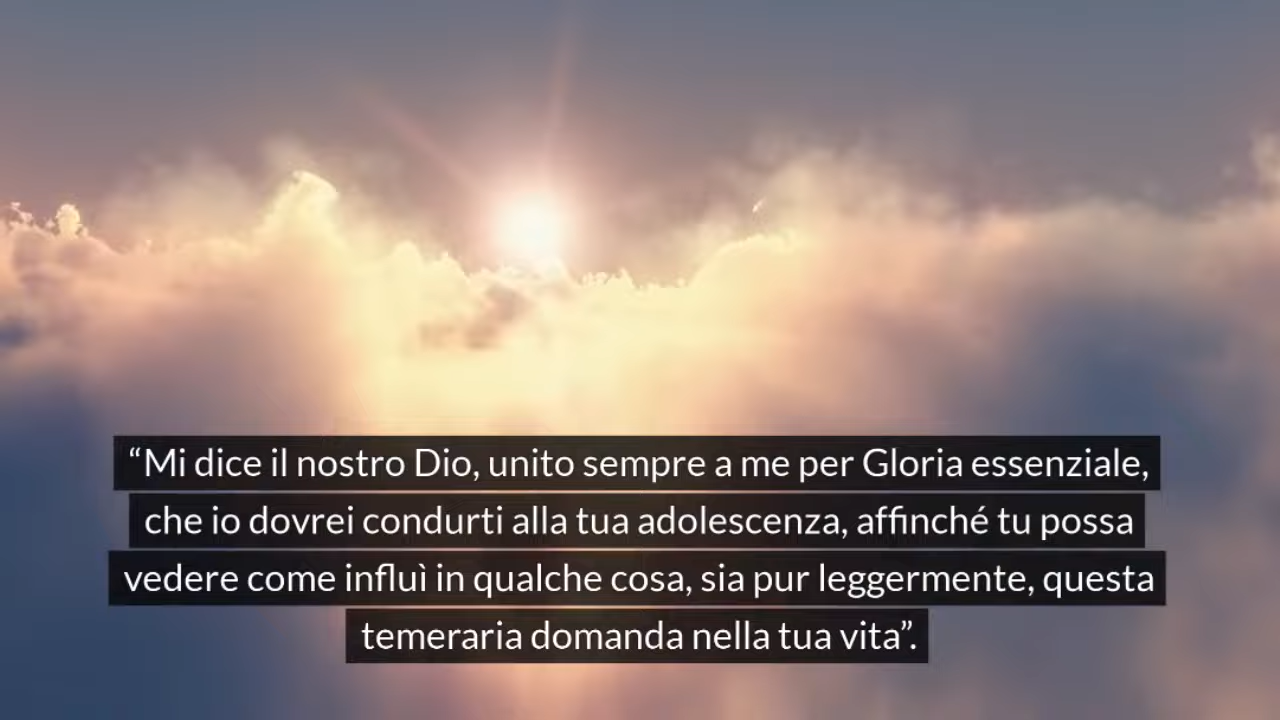 “Mi dice il nostro Dio, unito sempre a me per Gloria essenziale,
che io dovrei condurti alla tua adolescenza, affinché tu possa
vedere come influì in qualche cosa, sia pur leggermente, questa
temeraria domanda nella tua vita”.